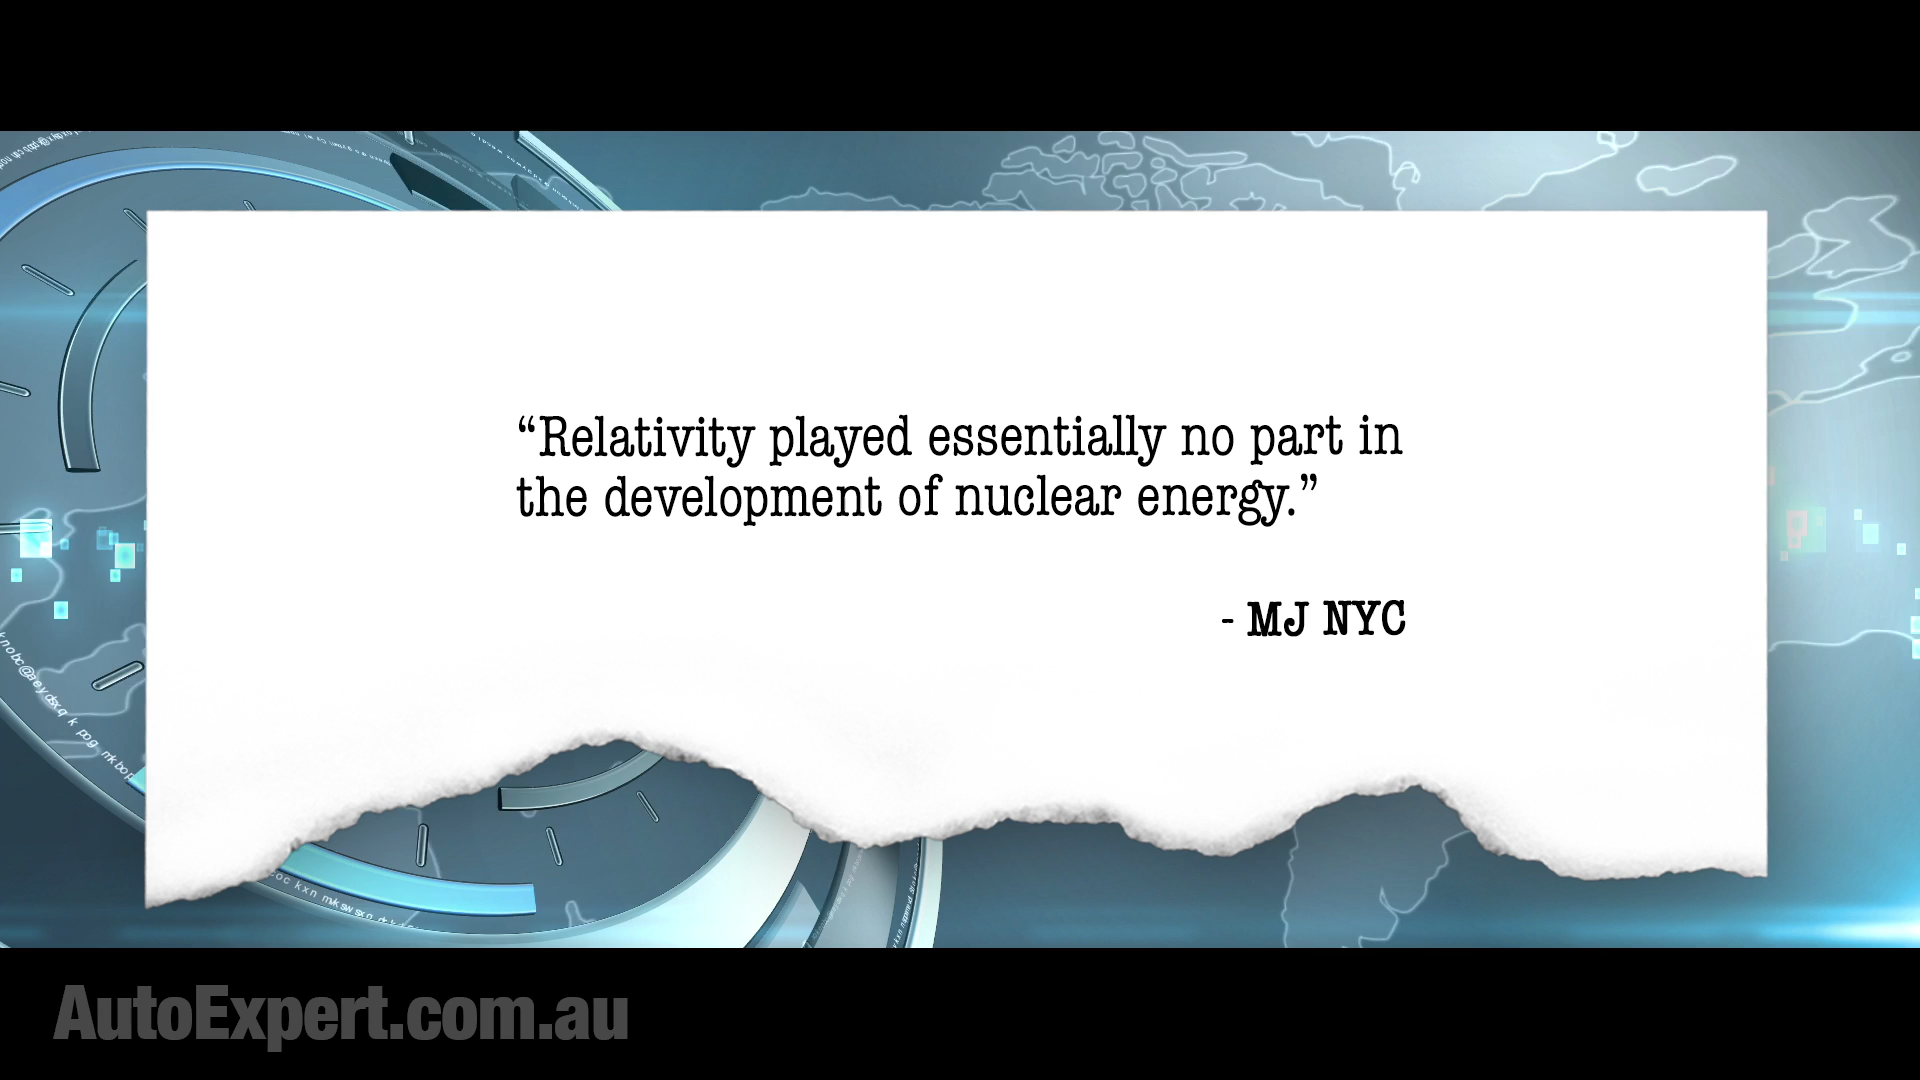 “Relativity played essentially no part in
the development of nuclear energy.”
- MJ NYC
AutoExpert.com.au